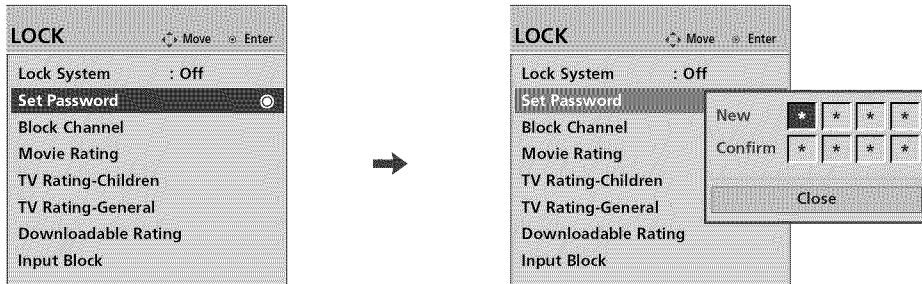 LOCK Move Enter
Lock System : Off
Set Password
Block Channel
Movie Rating
TV Rating-Children
TV Rating-General
Downloadable Rating
Input Block
LOCK Move Enter
Lock System : Off
Set Password
Block Channel
Movie Rating
TV Rating-Children
TV Rating-General
Downloadable Rating
Input Block
New * * * *
Confirm * * * *
Close